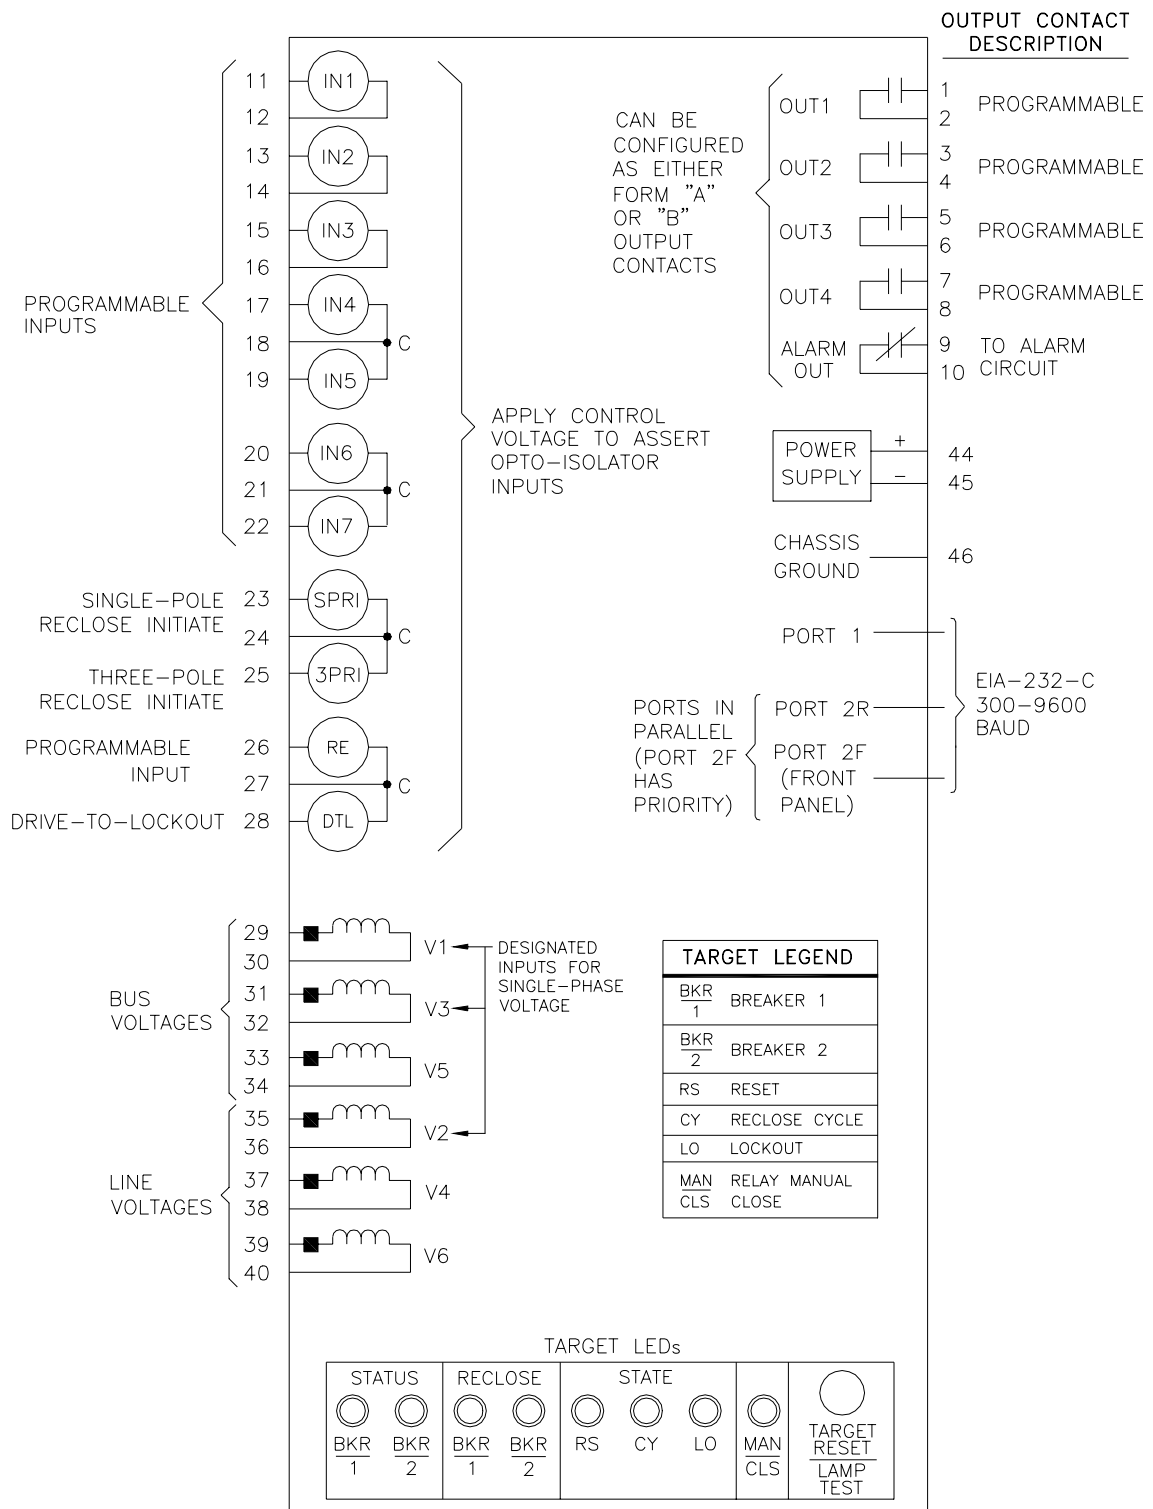 OUTPUT CONTACT
DESCRIPTION
PROGRAMMABLE
INPUTS
11
IN1
12
13
IN2
14
15
IN3
16
17
IN4
18
C
19
IN5
20
IN6
21
C
22
IN7
SINGLE-POLE
RECLOSE INITIATE
23
SPRI
24
C
THREE-POLE
RECLOSE INITIATE
25
3PRI
PROGRAMMABLE
INPUT
26
RE
27
C
DRIVE-TO-LOCKOUT
28
DTL
APPLY CONTROL
VOLTAGE TO ASSERT
OPTO-ISOLATOR
INPUTS
CAN BE
CONFIGURED
AS EITHER
FORM "A"
OR "B"
OUTPUT
CONTACTS
OUT1
1
2
PROGRAMMABLE
OUT2
3
4
PROGRAMMABLE
OUT3
5
6
PROGRAMMABLE
OUT4
7
8
PROGRAMMABLE
ALARM
OUT
9
10
TO ALARM
CIRCUIT
POWER
SUPPLY
+
44
-
45
CHASSIS
GROUND
46
PORT 1
PORTS IN
PARALLEL
(PORT 2F
HAS
PRIORITY)
PORT 2R
PORT 2F
(FRONT
PANEL)
EIA-232-C
300-9600
BAUD
BUS
VOLTAGES
29
30
V1
31
32
V3
33
34
V5
LINE
VOLTAGES
35
36
V2
37
38
V4
39
40
V6
DESIGNATED
INPUTS FOR
SINGLE-PHASE
VOLTAGE
TARGET LEGEND
BKR
1
BREAKER 1
BKR
2
BREAKER 2
RS RESET
CY RECLOSE CYCLE
LO LOCKOUT
MAN
CLS
RELAY MANUAL
CLOSE
TARGET LEDs
STATUS
BKR
1
BKR
2
RECLOSE
BKR
1
BKR
2
STATE
RS
CY
LO
MAN
CLS
TARGET
RESET
LAMP
TEST